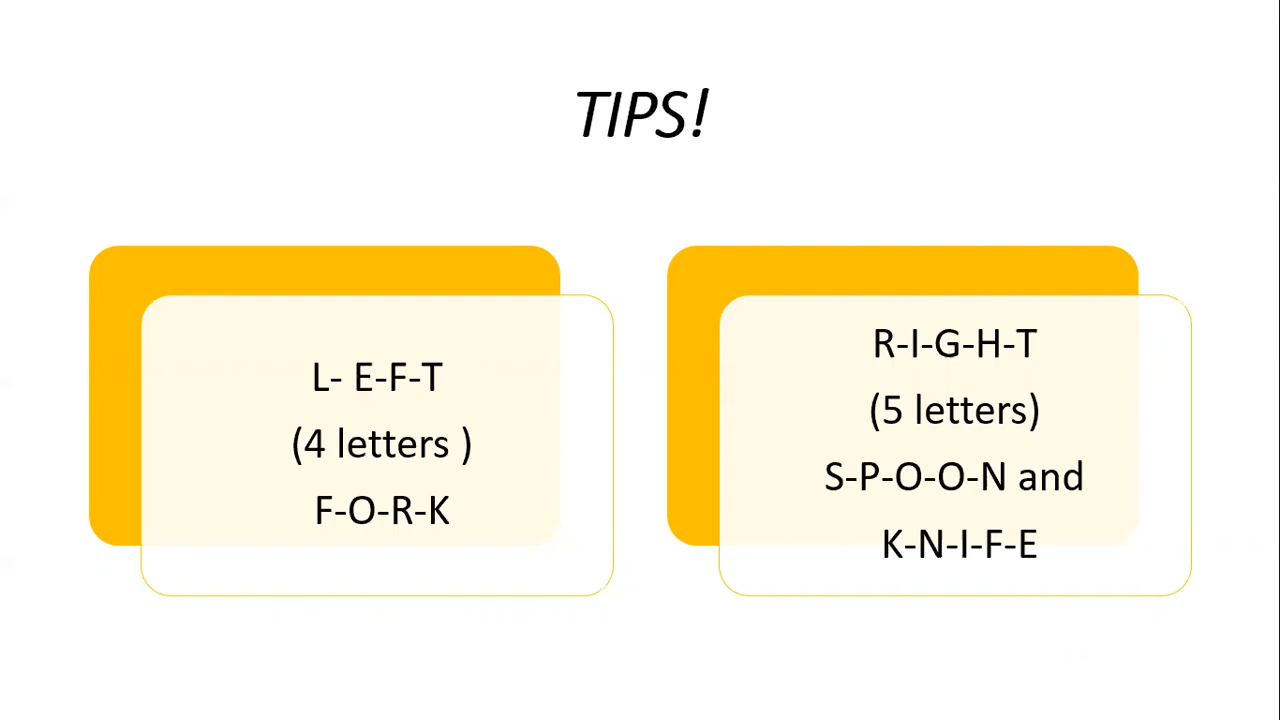 TIPS!
L- E-F-T
(4 letters )
F-O-R-K
R-I-G-H-T
(5 letters)
S-P-O-O-N and
K-N-I-F-E